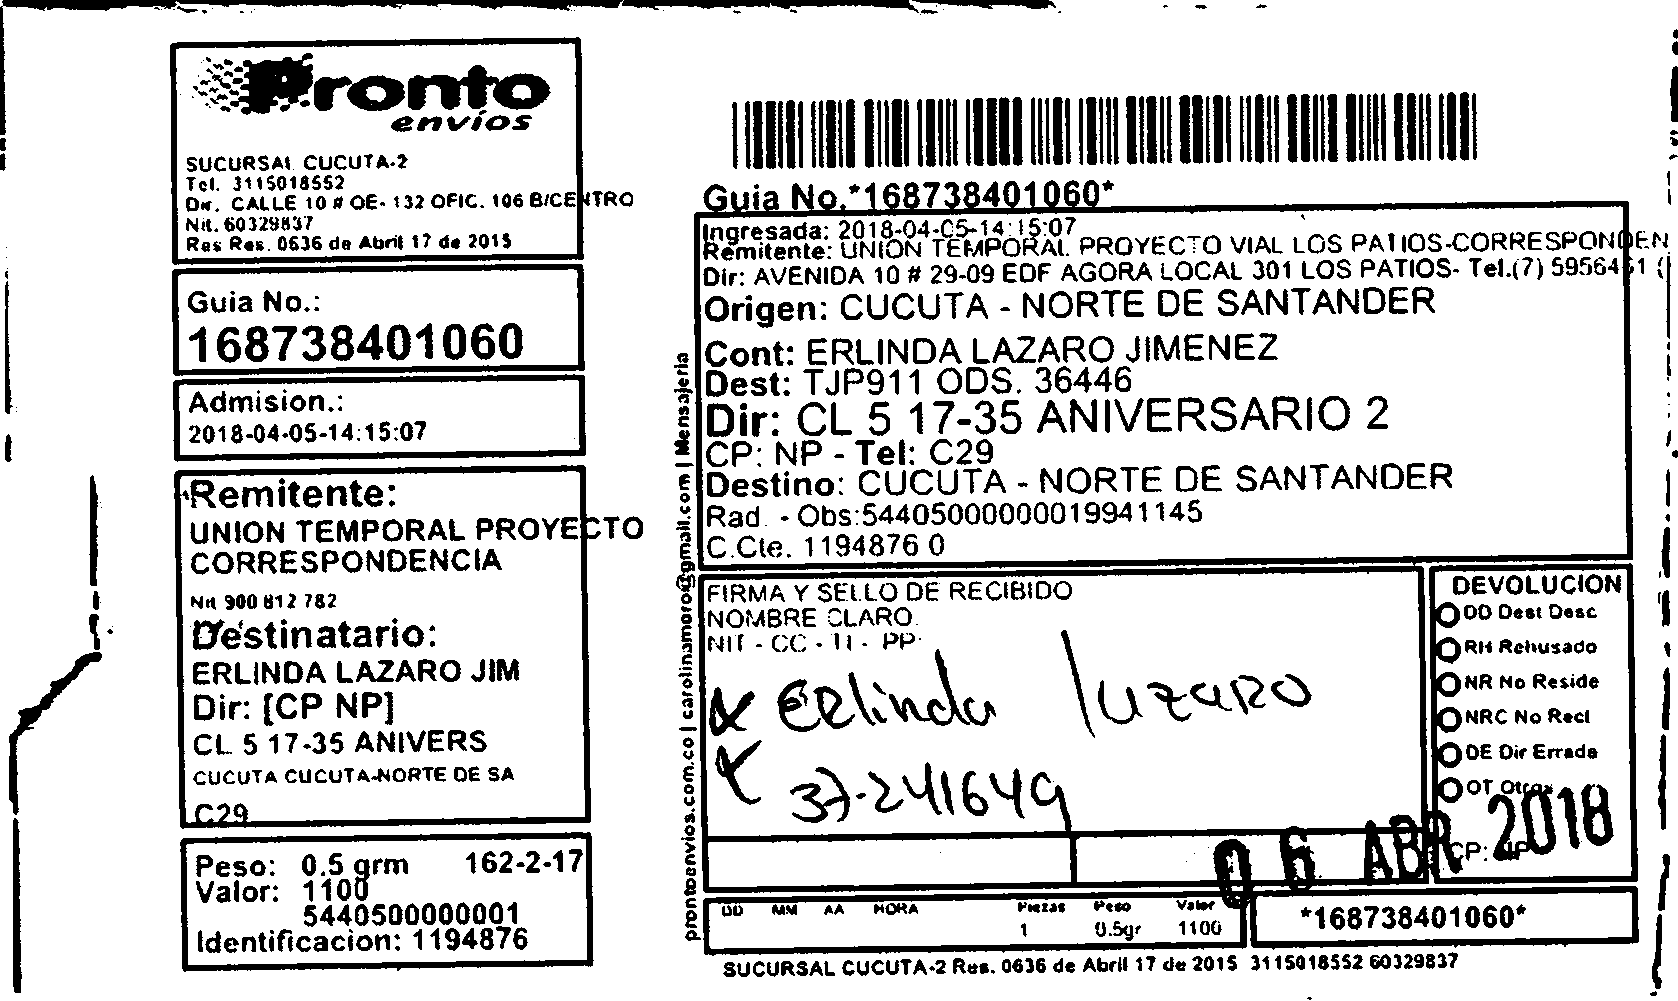 Pronto
envíos
SUCURSAL CUCUTA-2
Tel. 3115018552
Dir. CALLE 10 # OE- 132 OFIC. 106 B/CENTRO
Nit. 60329837
Res Res. 0636 de Abril 17 de 2015
Guia No.:
168738401060
Admision.:
2018-04-05-14:15:07
Remitente:
UNION TEMPORAL PROYECTO
CORRESPONDENCIA
Nit 900 812 782
Destinatario:
ERLINDA LAZARO JIM
Dir: [CP NP]
CL 5 17-35 ANIVERS
CUCUTA CUCUTA-NORTE DE SA
C29
Peso: 0.5 grm 162-2-17
Valor: 1100
5440500000001
Identificacion: 1194876
prontoenvios.com.co | carolinamoro@gmail.com | Mensajeria
Guia No.*168738401060*
Ingresada: 2018-04-05-14:15:07
Remitente: UNION TEMPORAL PROYECTO VIAL LOS PATIOS-CORRESPONDEN
Dir: AVENIDA 10 # 29-09 EDF AGORA LOCAL 301 LOS PATIOS- Tel.(7) 5956461 (
Origen: CUCUTA - NORTE DE SANTANDER
Cont: ERLINDA LAZARO JIMENEZ
Dest: TJP911 ODS. 36446
Dir: CL 5 17-35 ANIVERSARIO 2
CP: NP - Tel: C29
Destino: CUCUTA - NORTE DE SANTANDER
Rad. - Obs:54405000000019941145
C.Cte. 1194876 0
FIRMA Y SELLO DE RECIBIDO
NOMBRE CLARO
NIT - CC - TI - PP
Erlinda luzaro
37-241649
DEVOLUCION
DD Dest Desc
RH Rehusado
NR No Reside
NRC No Recl
DE Dir Errada
OT Otros
CP: NP
06 ABR 2018
DD MM AA HORA Piezas Peso Valor
1 0.5gr 1100
*168738401060*
SUCURSAL CUCUTA-2 Res. 0636 de Abril 17 de 2015 3115018552 60329837